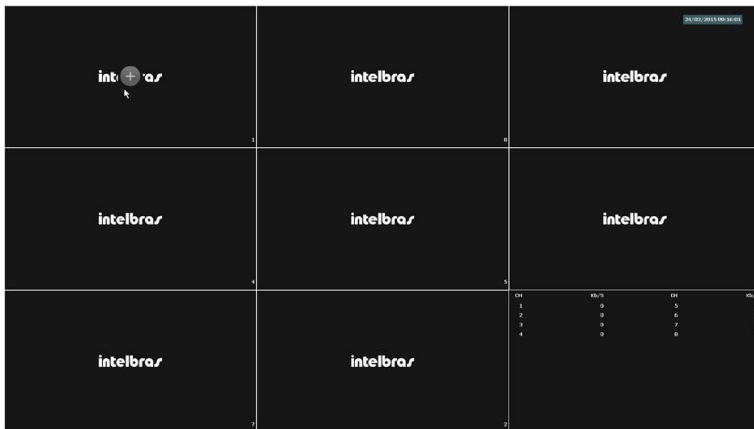 24/02/2015 09:16:01
intelbras
1
intelbras
8
intelbras
intelbras
4
intelbras
5
intelbras
intelbras
7
intelbras
2
CH Kb/S CH Kb
1 0 5
2 0 6
3 0 7
4 0 8